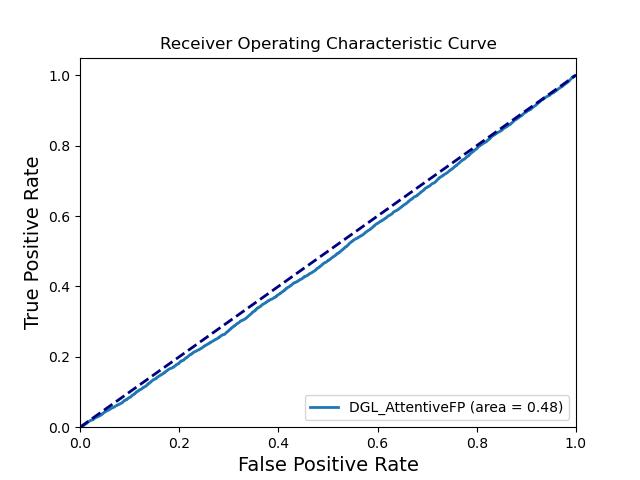 Receiver Operating Characteristic Curve
True Positive Rate
1.0
0.8
0.6
0.4
0.2
0.0
DGL_AttentiveFP (area = 0.48)
0.0 0.2 0.4 0.6 0.8 1.0
False Positive Rate